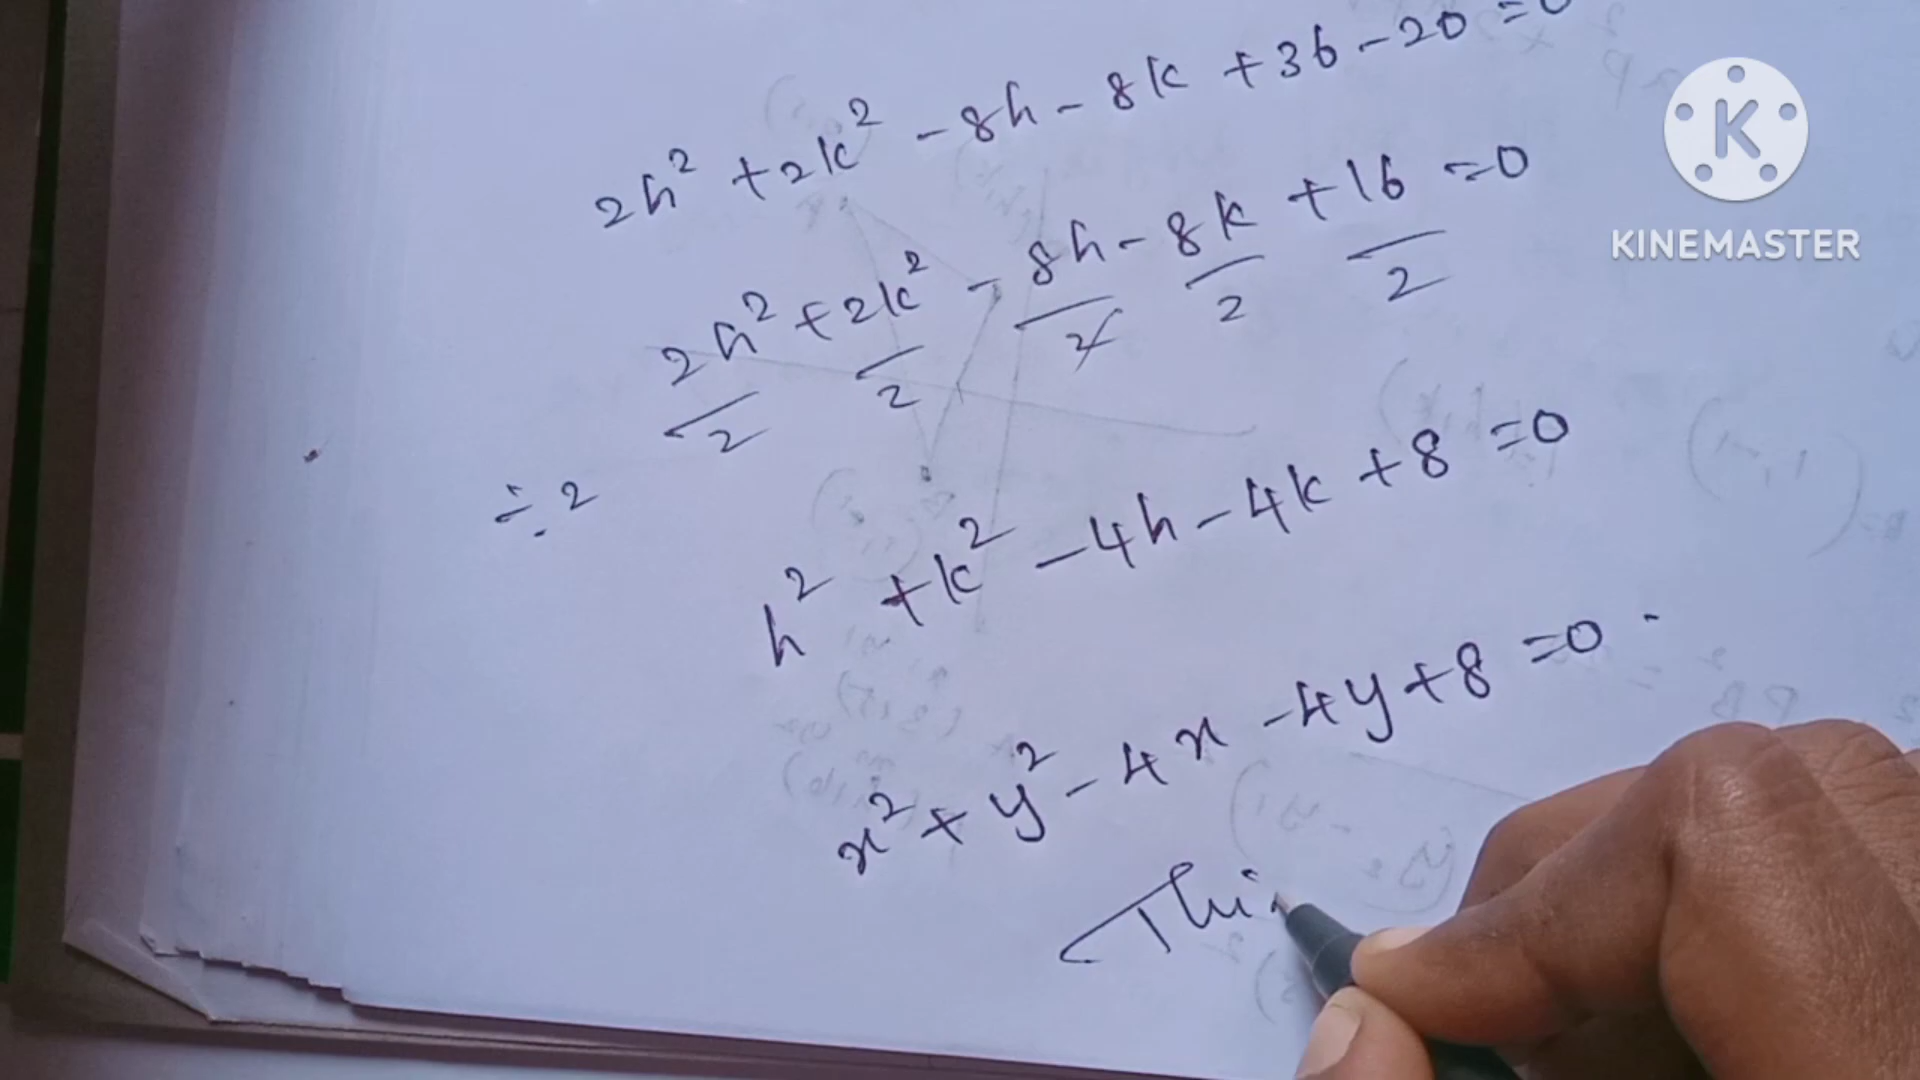 2h² + 2k² - 8h - 8k + 36 - 20 = 0
K
KINEMASTER
2h²/2 + 2k²/2 - 8h/2 - 8k/2 + 16/2 = 0
÷2
h² + k² - 4h - 4k + 8 = 0
x² + y² - 4x - 4y + 8 = 0
Thi